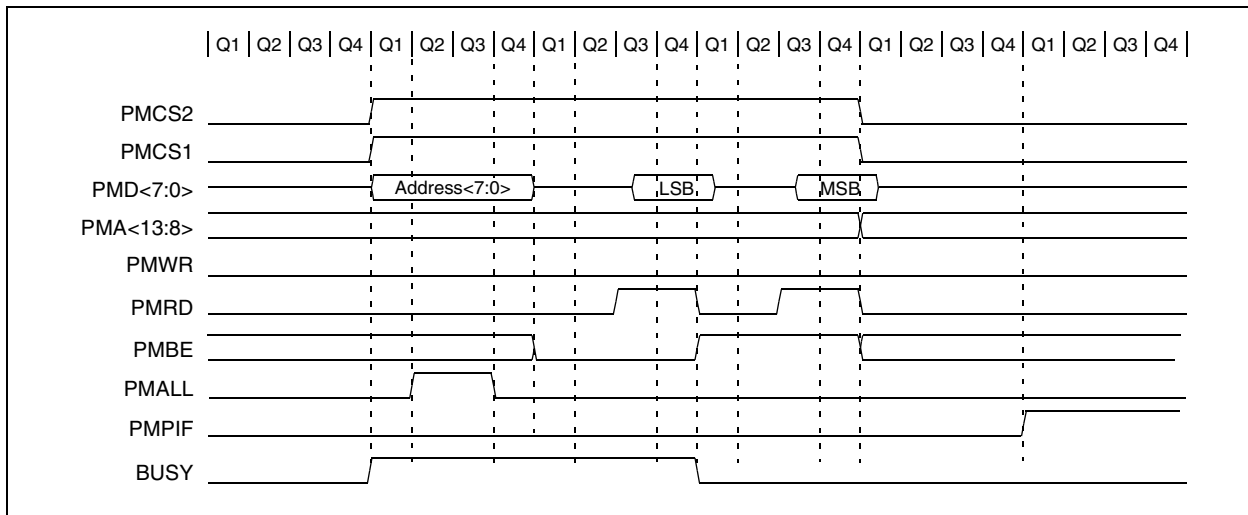 Q1 Q2 Q3 Q4 Q1 Q2 Q3 Q4 Q1 Q2 Q3 Q4 Q1 Q2 Q3 Q4 Q1 Q2 Q3 Q4 Q1 Q2 Q3 Q4
PMCS2
PMCS1
PMD<7:0> Address<7:0> LSB MSB
PMA<13:8>
PMWR
PMRD
PMBE
PMALL
PMPIF
BUSY